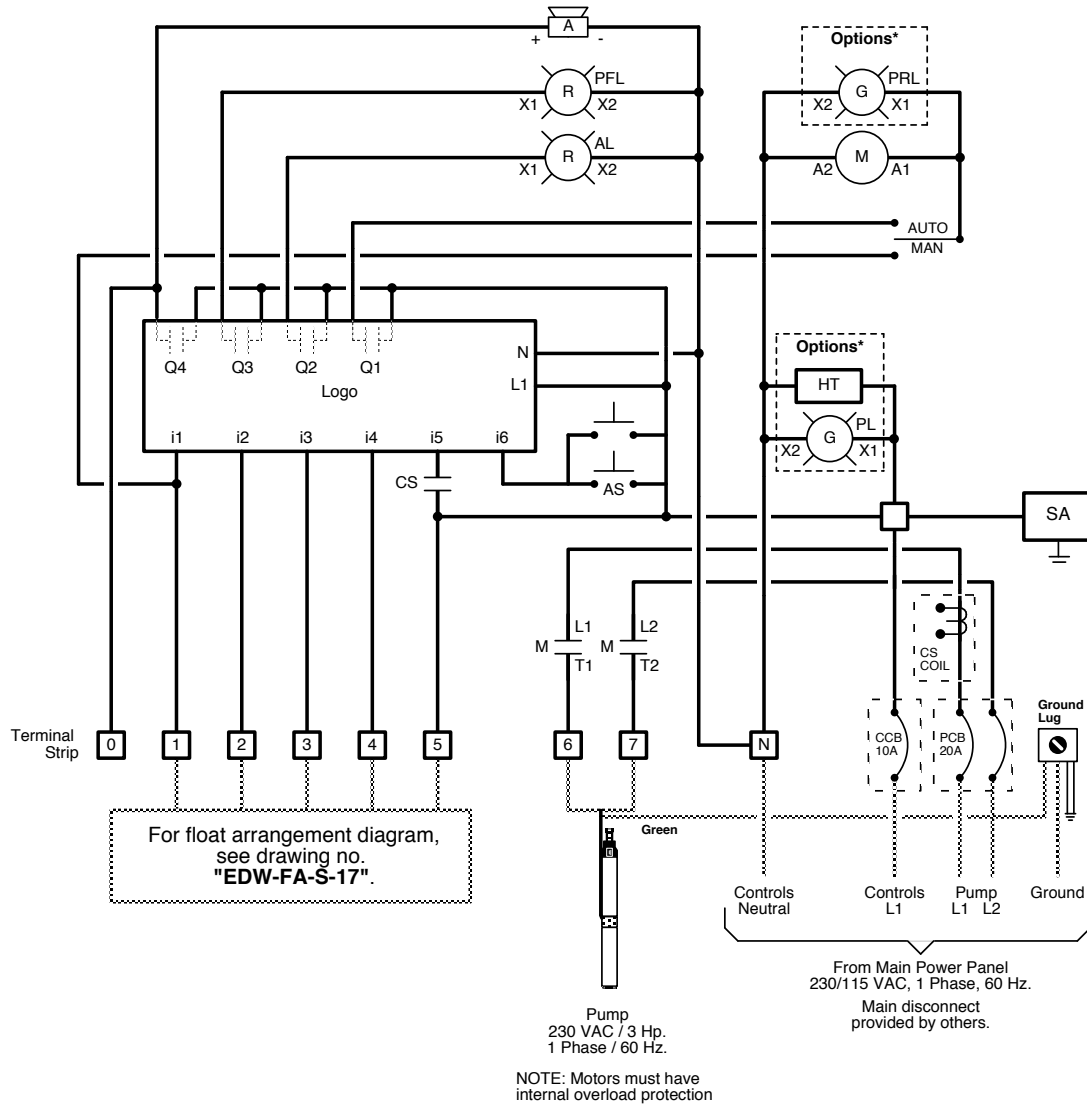 A
+ -
Options*
PFL
R
X1 X2
PRL
G
X2 X1
AL
R
X1 X2
M
A2 A1
AUTO
MAN
Q4 Q3 Q2 Q1
N
Logo
L1
i1 i2 i3 i4 i5 i6
Options*
HT
PL
G
X2 X1
CS
AS
SA
L1
M
T1
L2
M
T2
CS
COIL
Ground
Lug
CCB
10A
PCB
20A
Terminal
Strip
0 1 2 3 4 5 6 7 N
Green
For float arrangement diagram,
see drawing no.
"EDW-FA-S-17".
Controls
Neutral
Controls
L1
Pump
L1 L2
Ground
From Main Power Panel
230/115 VAC, 1 Phase, 60 Hz.
Main disconnect
provided by others.
Pump
230 VAC / 3 Hp.
1 Phase / 60 Hz.
NOTE: Motors must have
internal overload protection